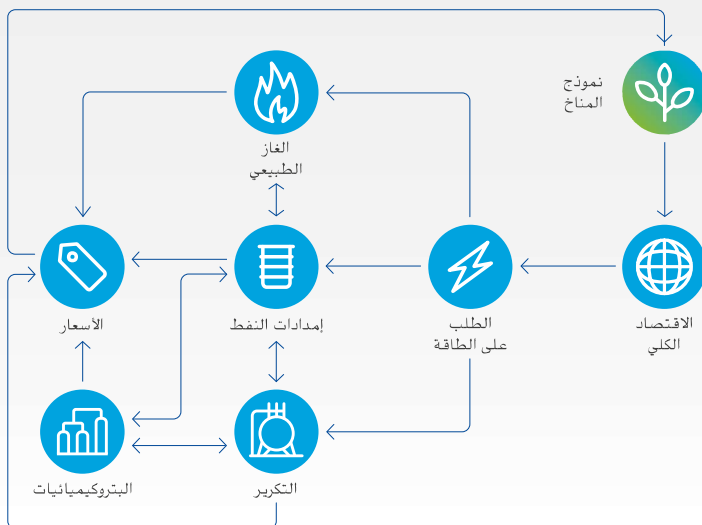 نموذج
المناخ
الغاز
الطبيعي
الاقتصاد
الكلي
الطلب
على الطاقة
إمدادات النفط
الأسعار
التكرير
البتروكيميائيات